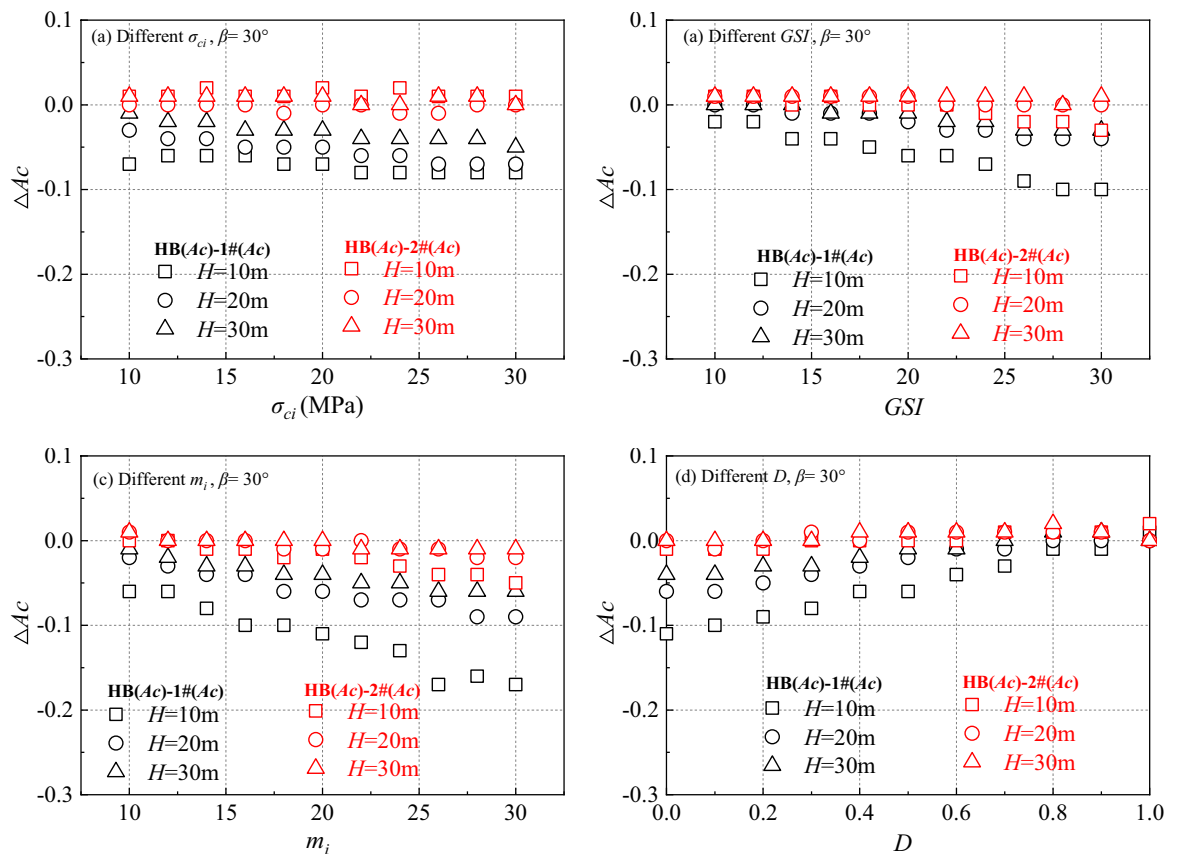 (a) Different σci, β= 30°
0.1
0.0
-0.1
-0.2
-0.3
△Ac
HB(Ac)-1#(Ac) HB(Ac)-2#(Ac)
H=10m H=10m
H=20m H=20m
H=30m H=30m
10 15 20 25 30
σci (MPa)
(a) Different GSI, β= 30°
0.1
0.0
-0.1
-0.2
-0.3
△Ac
HB(Ac)-1#(Ac) HB(Ac)-2#(Ac)
H=10m H=10m
H=20m H=20m
H=30m H=30m
10 15 20 25 30
GSI
(c) Different mi, β= 30°
0.1
0.0
-0.1
-0.2
-0.3
△Ac
HB(Ac)-1#(Ac) HB(Ac)-2#(Ac)
H=10m H=10m
H=20m H=20m
H=30m H=30m
10 15 20 25 30
mi
(d) Different D, β= 30°
0.1
0.0
-0.1
-0.2
-0.3
△Ac
HB(Ac)-1#(Ac) HB(Ac)-2#(Ac)
H=10m H=10m
H=20m H=20m
H=30m H=30m
0.0 0.2 0.4 0.6 0.8 1.0
D